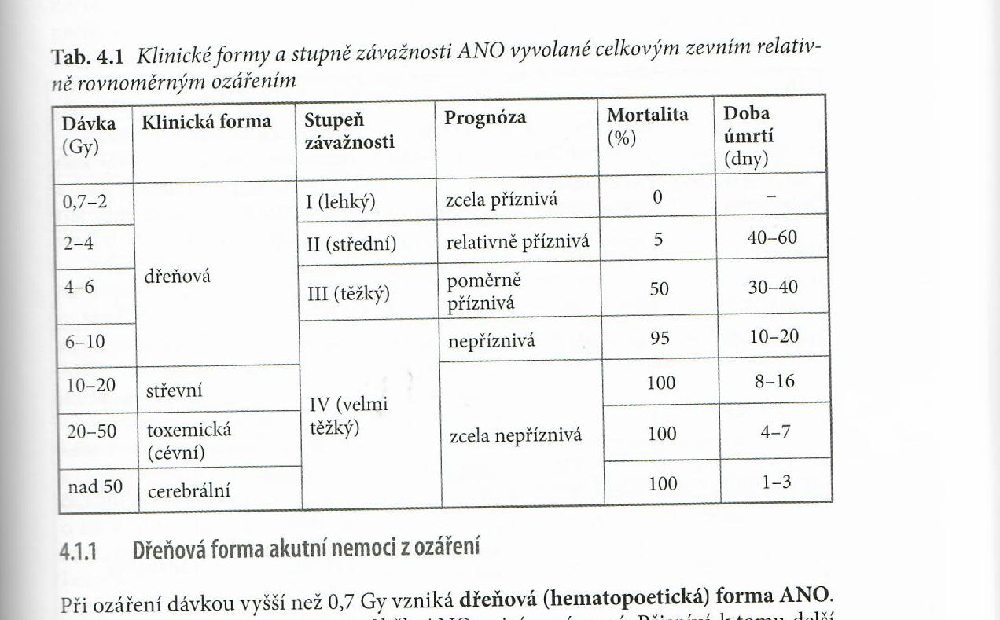 Tab. 4.1 Klinické formy a stupně závažnosti ANO vyvolané celkovým zevním relativ-
ně rovnoměrným ozářením
Dávka (Gy) Klinická forma Stupeň závažnosti Prognóza Mortalita (%) Doba úmrtí (dny)
0,7–2 dřeňová I (lehký) zcela příznivá 0 –
2–4 II (střední) relativně příznivá 5 40–60
4–6 III (těžký) poměrně příznivá 50 30–40
6–10 IV (velmi těžký) nepříznivá 95 10–20
10–20 střevní zcela nepříznivá 100 8–16
20–50 toxemická (cévní) 100 4–7
nad 50 cerebrální 100 1–3
4.1.1 Dřeňová forma akutní nemoci z ozáření
Při ozáření dávkou vyšší než 0,7 Gy vzniká dřeňová (hematopoetická) forma ANO.